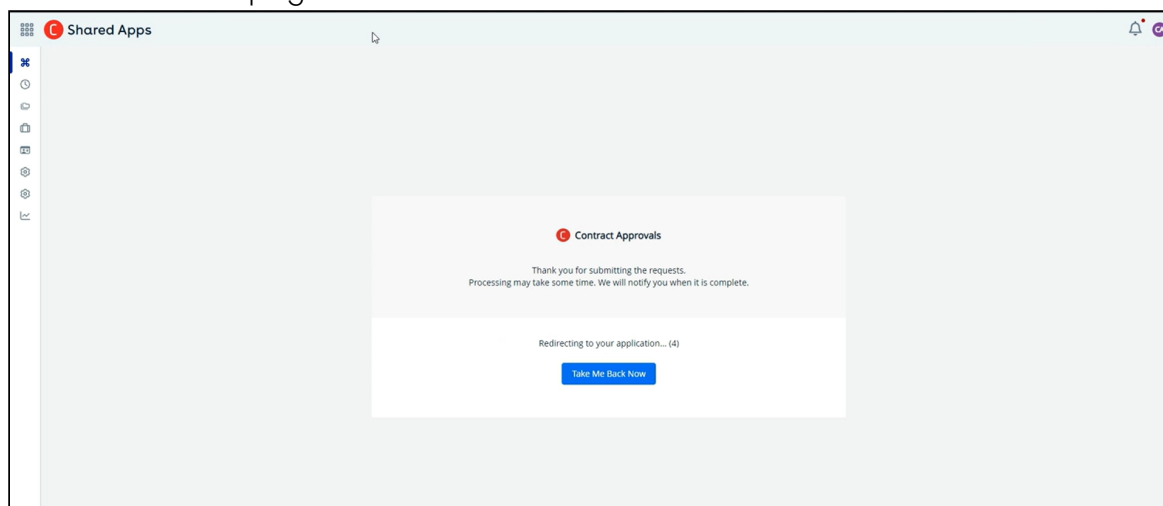 C Shared Apps
CA
C Contract Approvals
Thank you for submitting the requests.
Processing may take some time. We will notify you when it is complete.
Redirecting to your application... (4)
Take Me Back Now